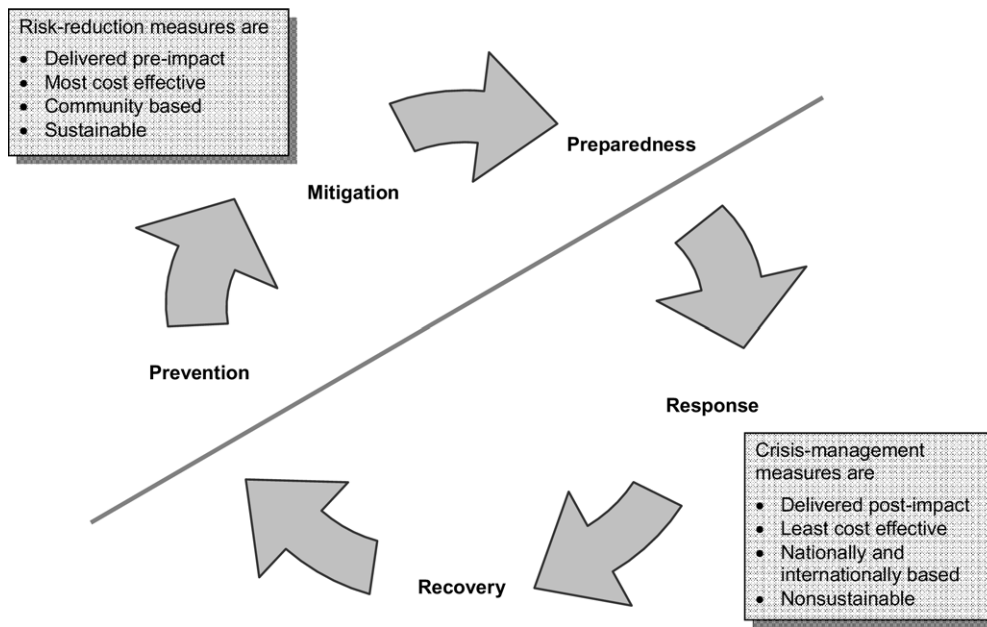 Risk-reduction measures are
• Delivered pre-impact
• Most cost effective
• Community based
• Sustainable
Preparedness
Mitigation
Prevention
Response
Crisis-management
measures are
• Delivered post-impact
• Least cost effective
• Nationally and
internationally based
• Nonsustainable
Recovery